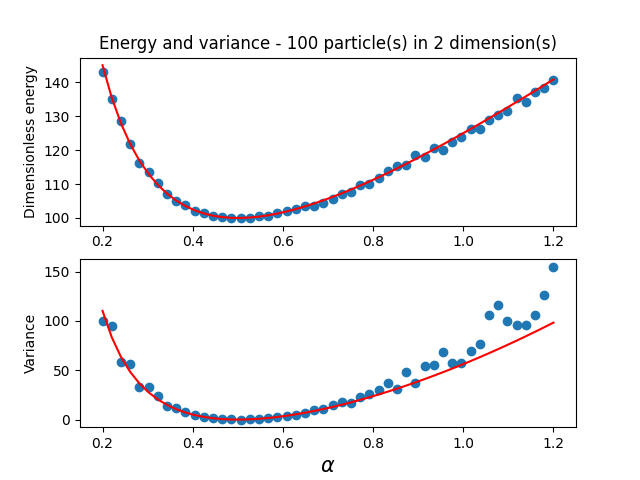 Energy and variance - 100 particle(s) in 2 dimension(s)
Dimensionless energy
140
130
120
110
100
0.2 0.4 0.6 0.8 1.0 1.2
Variance
150
100
50
0
0.2 0.4 0.6 0.8 1.0 1.2
α